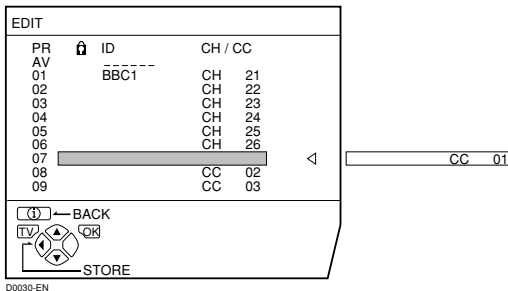 EDIT
PR ID CH / CC
AV ______
01 BBC1 CH 21
02 CH 22
03 CH 23
04 CH 24
05 CH 25
06 CH 26
07 CC 01
08 CC 02
09 CC 03
BACK
TV OK
STORE
D0030-EN